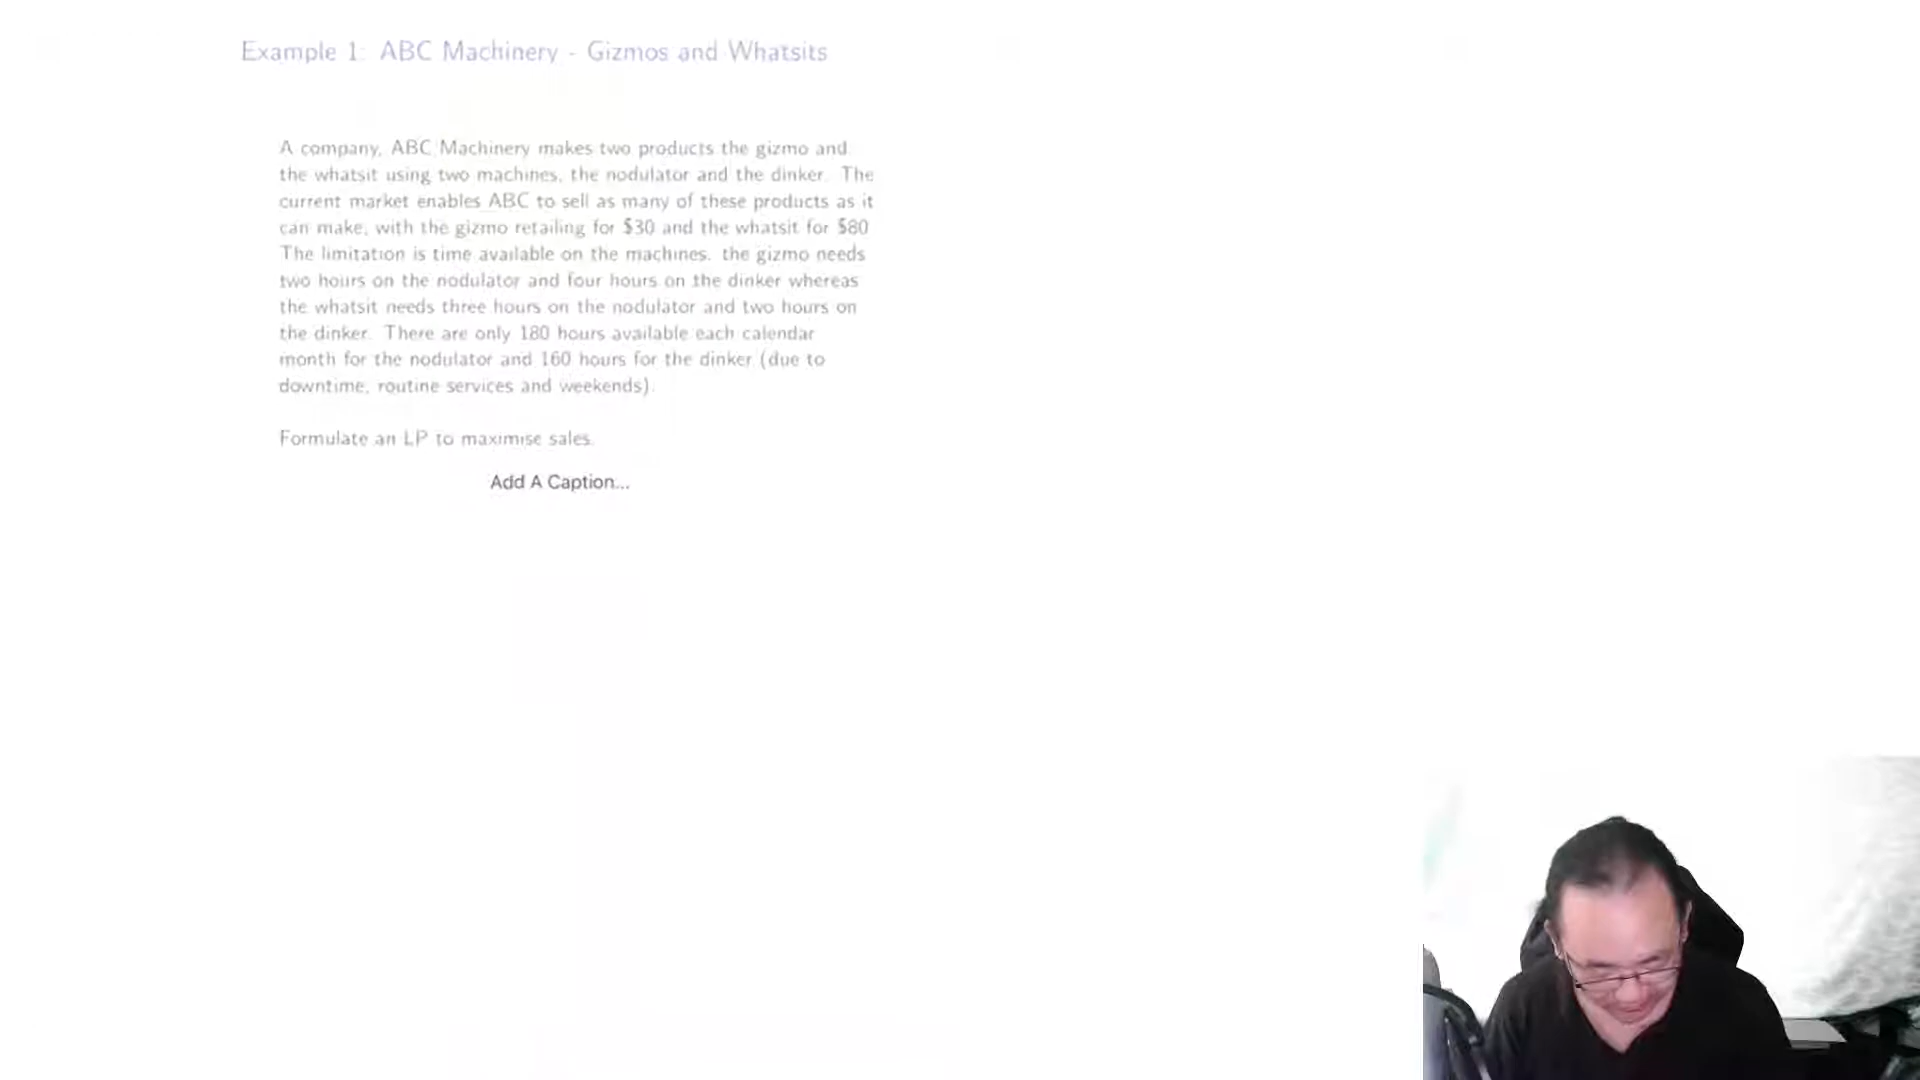 Example 1: ABC Machinery - Gizmos and Whatsits
A company, ABC Machinery makes two products the gizmo and
the whatsit using two machines, the nodulator and the dinker. The
current market enables ABC to sell as many of these products as it
can make, with the gizmo retailing for $30 and the whatsit for $80
The limitation is time available on the machines. the gizmo needs
two hours on the nodulator and four hours on the dinker whereas
the whatsit needs three hours on the nodulator and two hours on
the dinker. There are only 180 hours available each calendar
month for the nodulator and 160 hours for the dinker (due to
downtime, routine services and weekends).
Formulate an LP to maximise sales.
Add A Caption...